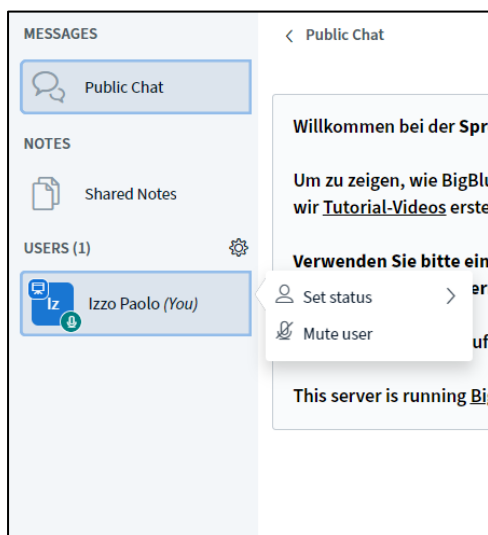 MESSAGES
Public Chat
NOTES
Shared Notes
USERS (1)
Iz
Izzo Paolo (You)
Public Chat
Willkommen bei der
Um zu zeigen, wie
wir Tutorial-Videos
Verwenden Sie bitte
Set status
Mute user
This server is running